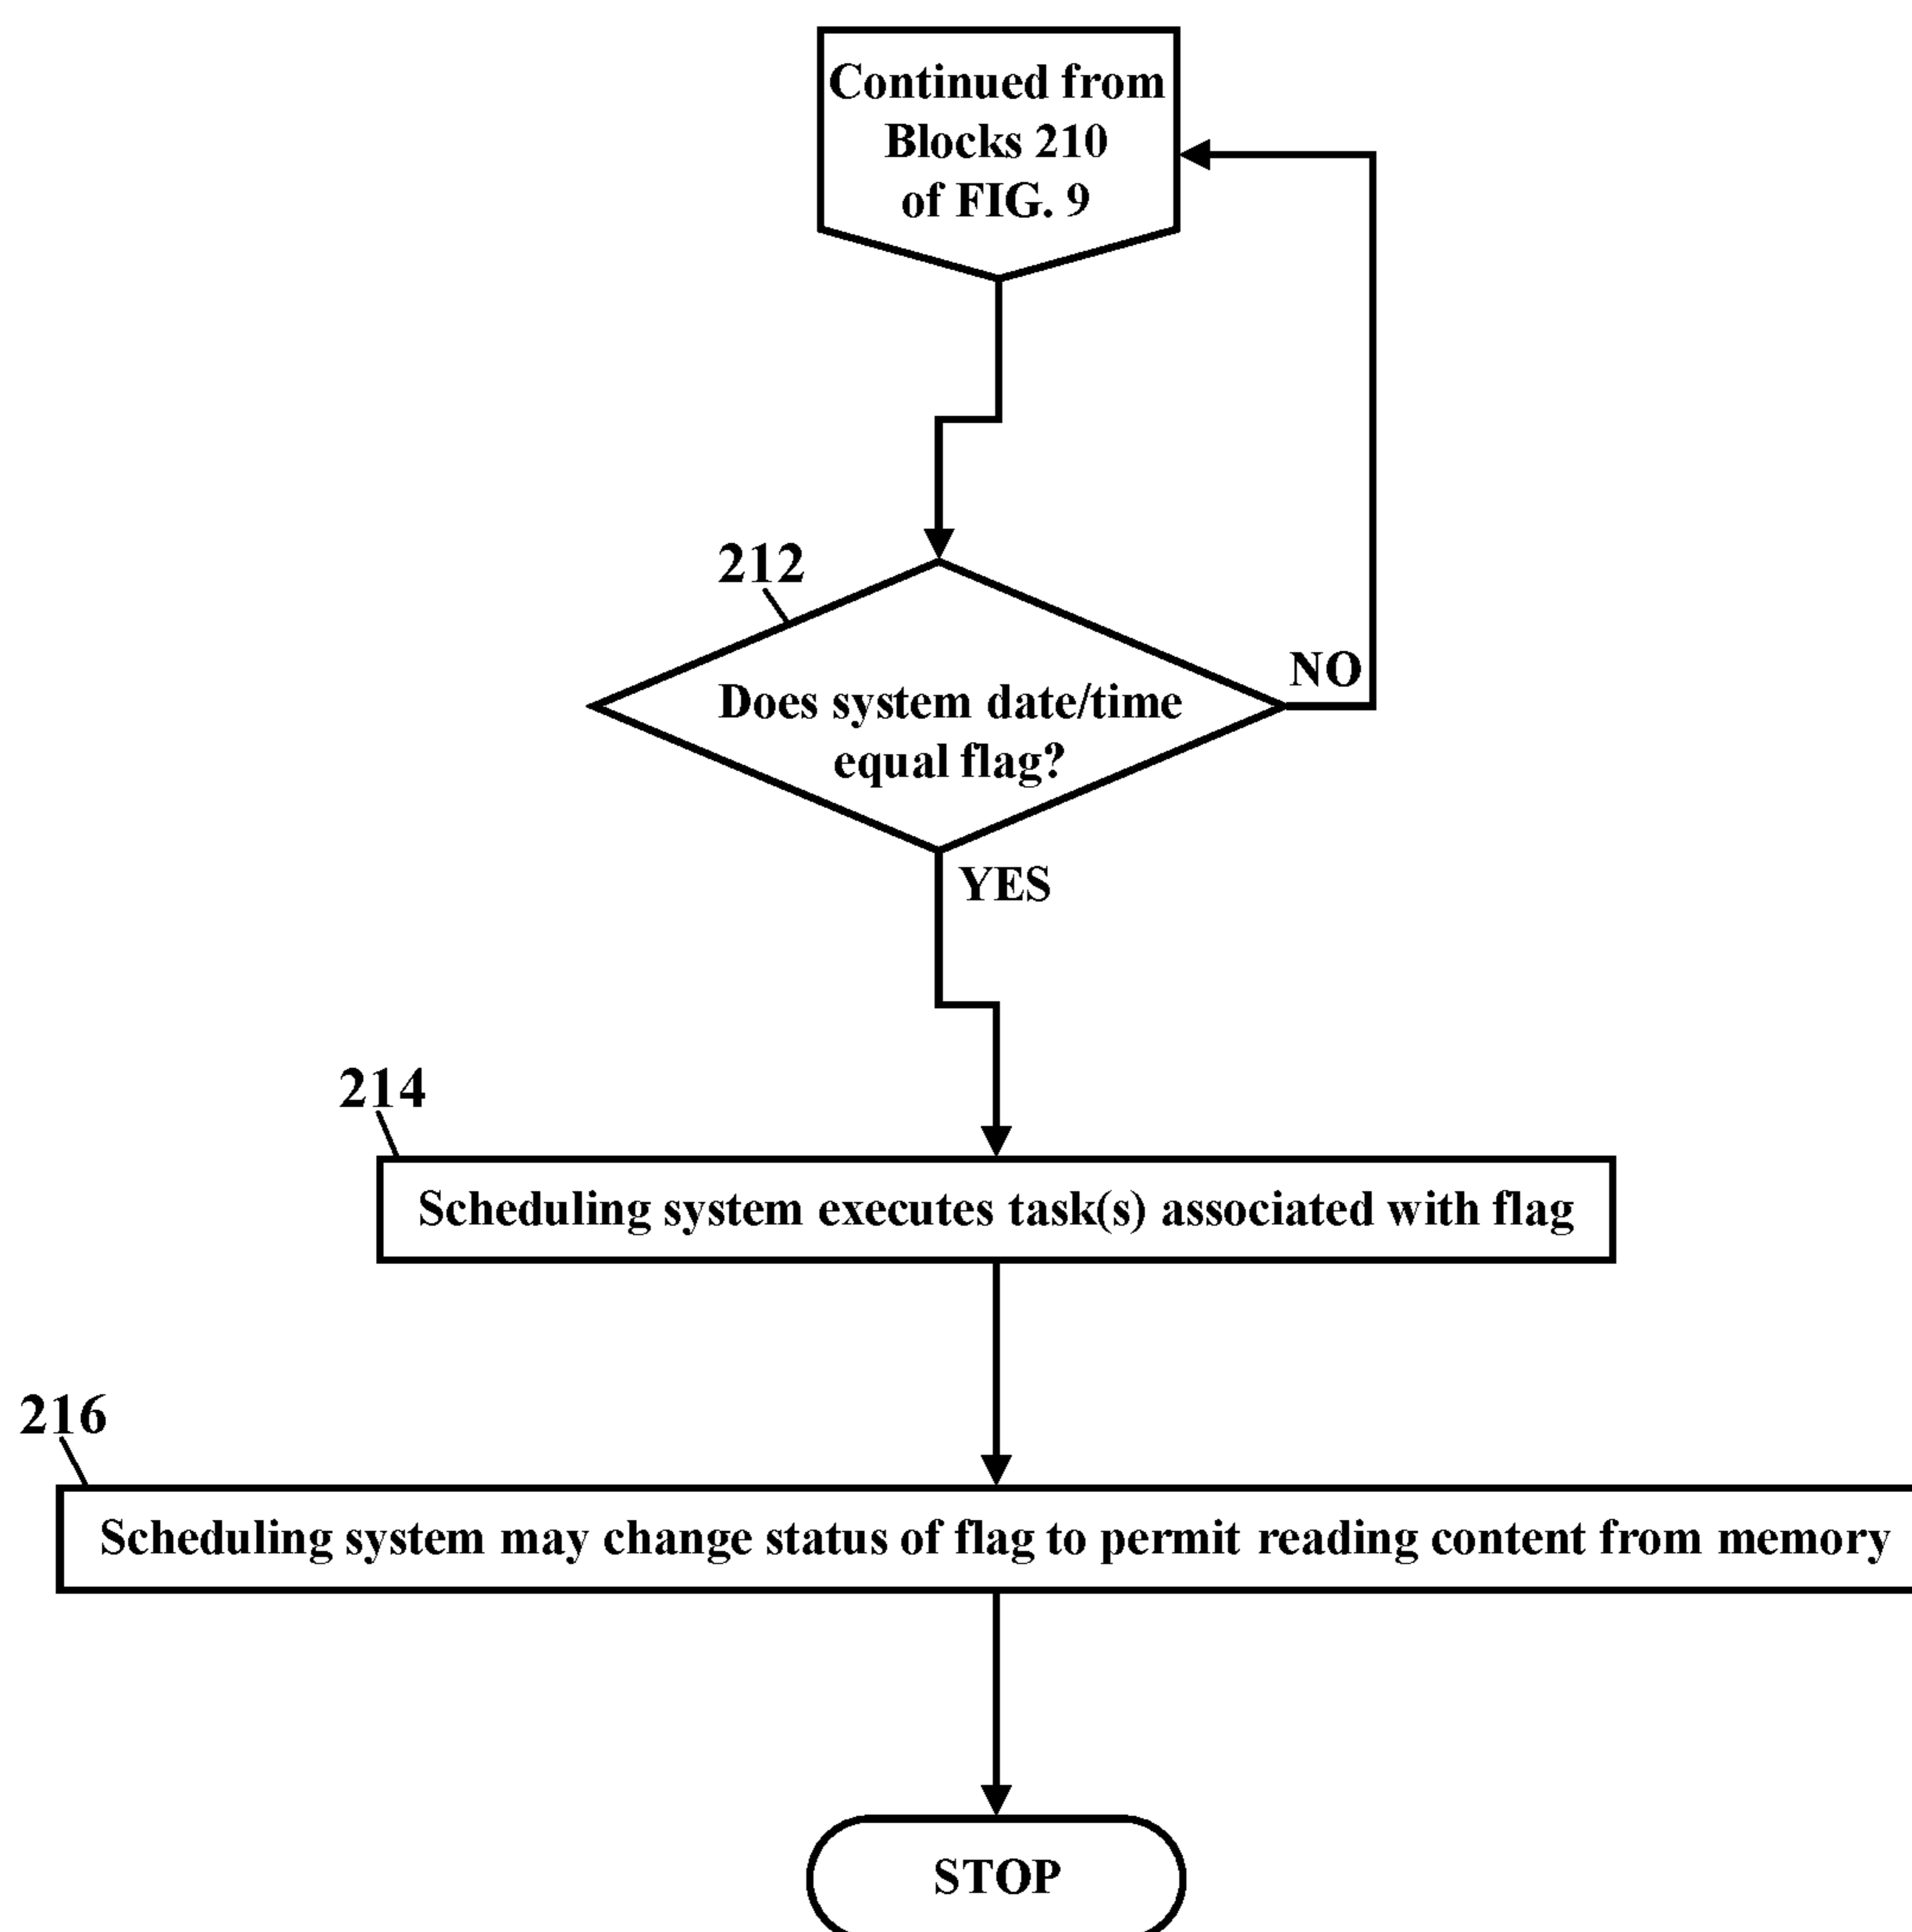 Continued from
Blocks 210
of FIG. 9
212
NO
Does system date/time
equal flag?
YES
214
Scheduling system executes task(s) associated with flag
216
Scheduling system may change status of flag to permit reading content from memory
STOP